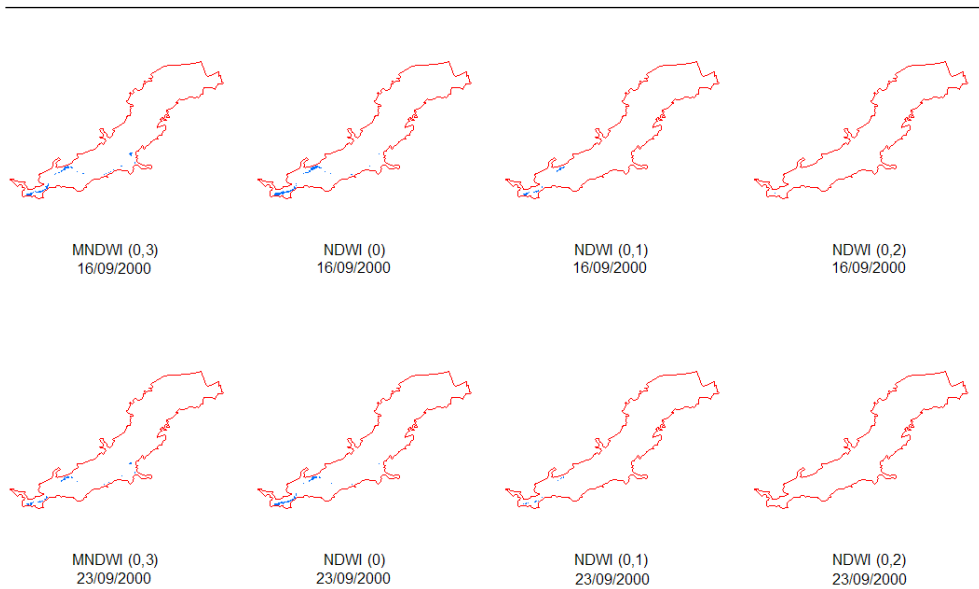 MNDWI (0,3)
16/09/2000
NDWI (0)
16/09/2000
NDWI (0,1)
16/09/2000
NDWI (0,2)
16/09/2000
MNDWI (0,3)
23/09/2000
NDWI (0)
23/09/2000
NDWI (0,1)
23/09/2000
NDWI (0,2)
23/09/2000